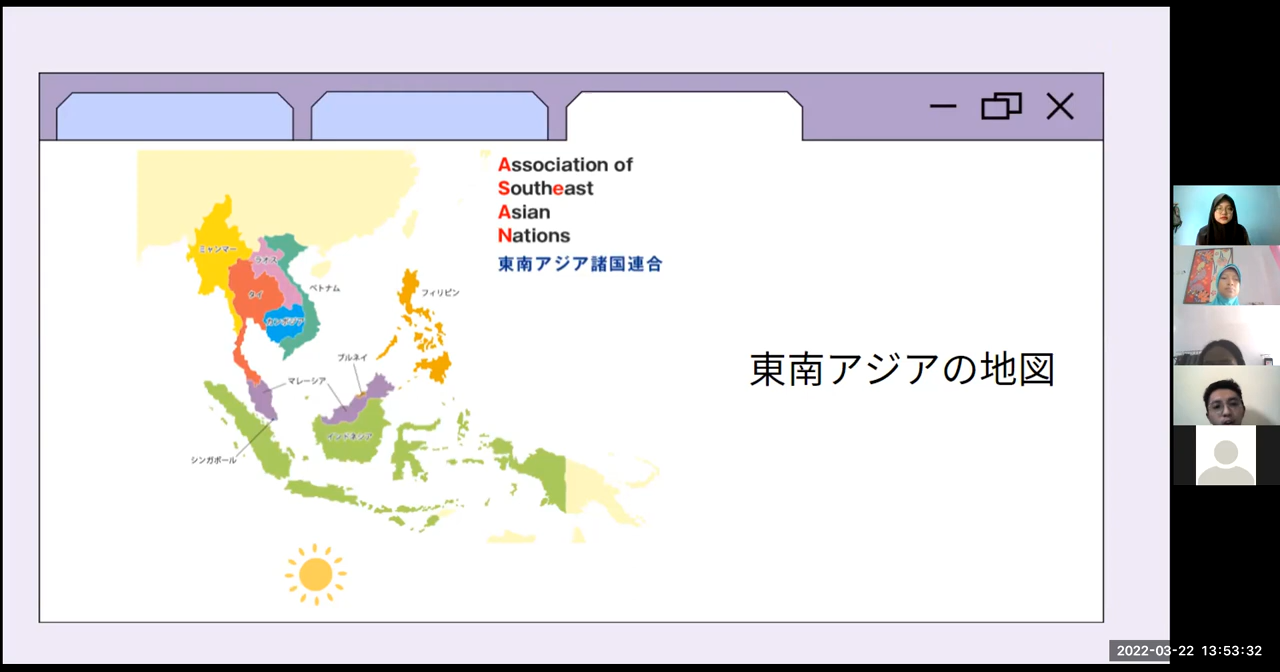 Association of
Southeast
Asian
Nations
東南アジア諸国連合
ミャンマー
ラオス
タイ
ベトナム
カンボジア
フィリピン
ブルネイ
マレーシア
インドネシア
シンガポール
東南アジアの地図
2022-03-22 13:53:32